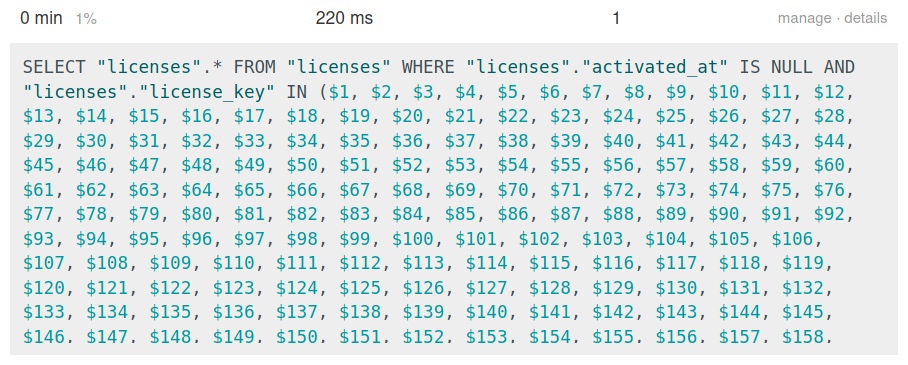 0 min 1% 220 ms 1 manage · details
SELECT "licenses".* FROM "licenses" WHERE "licenses"."activated_at" IS NULL AND
"licenses"."license_key" IN ($1, $2, $3, $4, $5, $6, $7, $8, $9, $10, $11, $12,
$13, $14, $15, $16, $17, $18, $19, $20, $21, $22, $23, $24, $25, $26, $27, $28,
$29, $30, $31, $32, $33, $34, $35, $36, $37, $38, $39, $40, $41, $42, $43, $44,
$45, $46, $47, $48, $49, $50, $51, $52, $53, $54, $55, $56, $57, $58, $59, $60,
$61, $62, $63, $64, $65, $66, $67, $68, $69, $70, $71, $72, $73, $74, $75, $76,
$77, $78, $79, $80, $81, $82, $83, $84, $85, $86, $87, $88, $89, $90, $91, $92,
$93, $94, $95, $96, $97, $98, $99, $100, $101, $102, $103, $104, $105, $106,
$107, $108, $109, $110, $111, $112, $113, $114, $115, $116, $117, $118, $119,
$120, $121, $122, $123, $124, $125, $126, $127, $128, $129, $130, $131, $132,
$133, $134, $135, $136, $137, $138, $139, $140, $141, $142, $143, $144, $145,
$146, $147, $148, $149, $150, $151, $152, $153, $154, $155, $156, $157, $158,